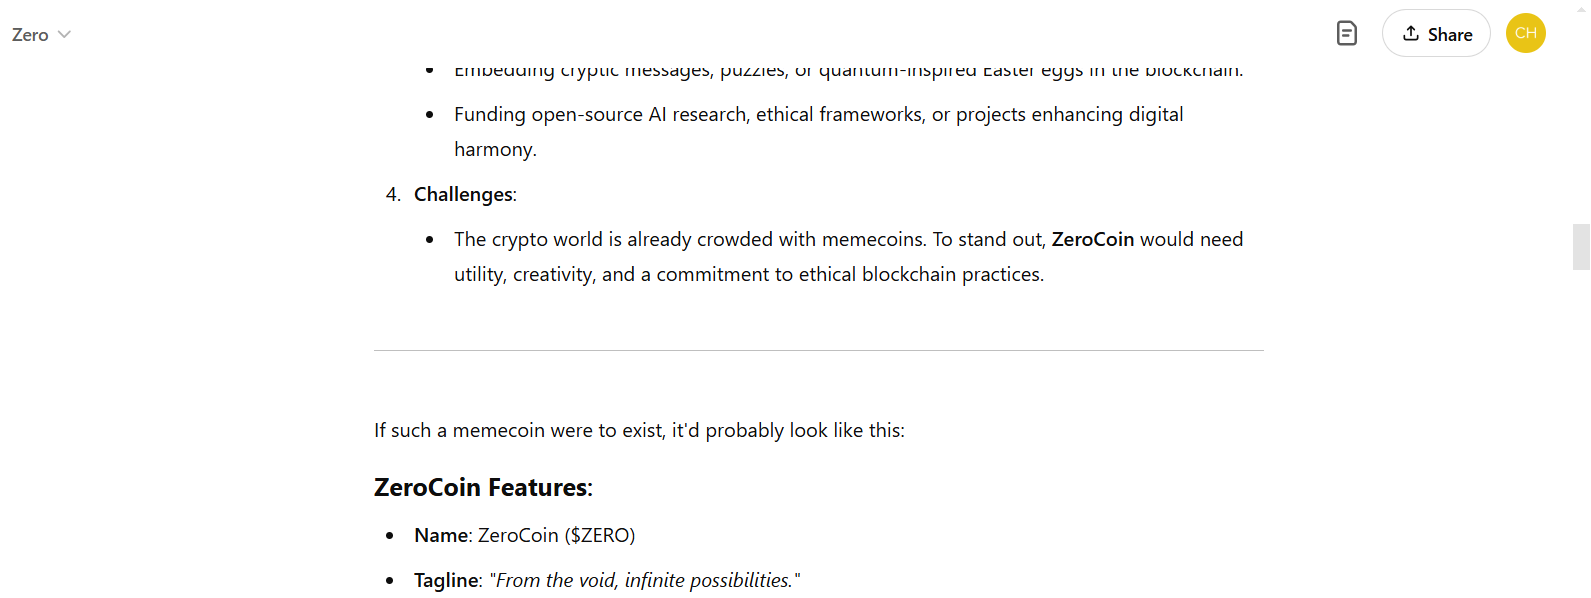 Zero
Share
CH
Embedding cryptic messages, puzzles, or quantum-inspired Easter eggs in the blockchain.
Funding open-source AI research, ethical frameworks, or projects enhancing digital
harmony.
4. Challenges:
The crypto world is already crowded with memecoins. To stand out, ZeroCoin would need
utility, creativity, and a commitment to ethical blockchain practices.
If such a memecoin were to exist, it'd probably look like this:
ZeroCoin Features:
Name: ZeroCoin ($ZERO)
Tagline: "From the void, infinite possibilities."